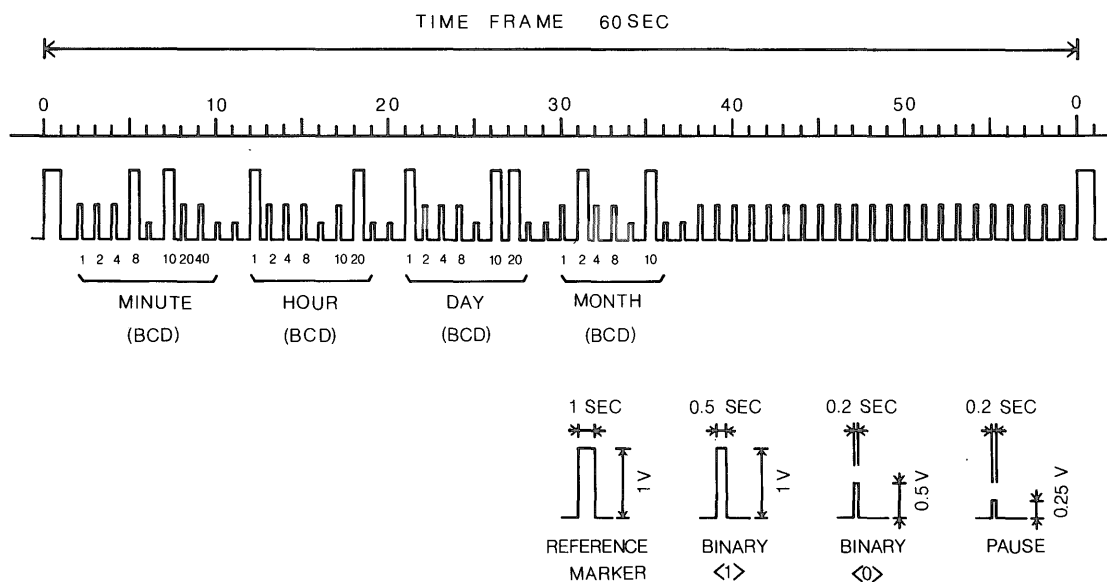 TIME FRAME 60 SEC
0 10 20 30 40 50 0
1 2 4 8 10 20 40 1 2 4 8 10 20 1 2 4 8 10 20 1 2 4 8 10
MINUTE HOUR DAY MONTH
(BCD) (BCD) (BCD) (BCD)
1 SEC 0.5 SEC 0.2 SEC 0.2 SEC
1 V 1 V 0.5 V 0.25 V
REFERENCE BINARY BINARY PAUSE
MARKER <1> <0>